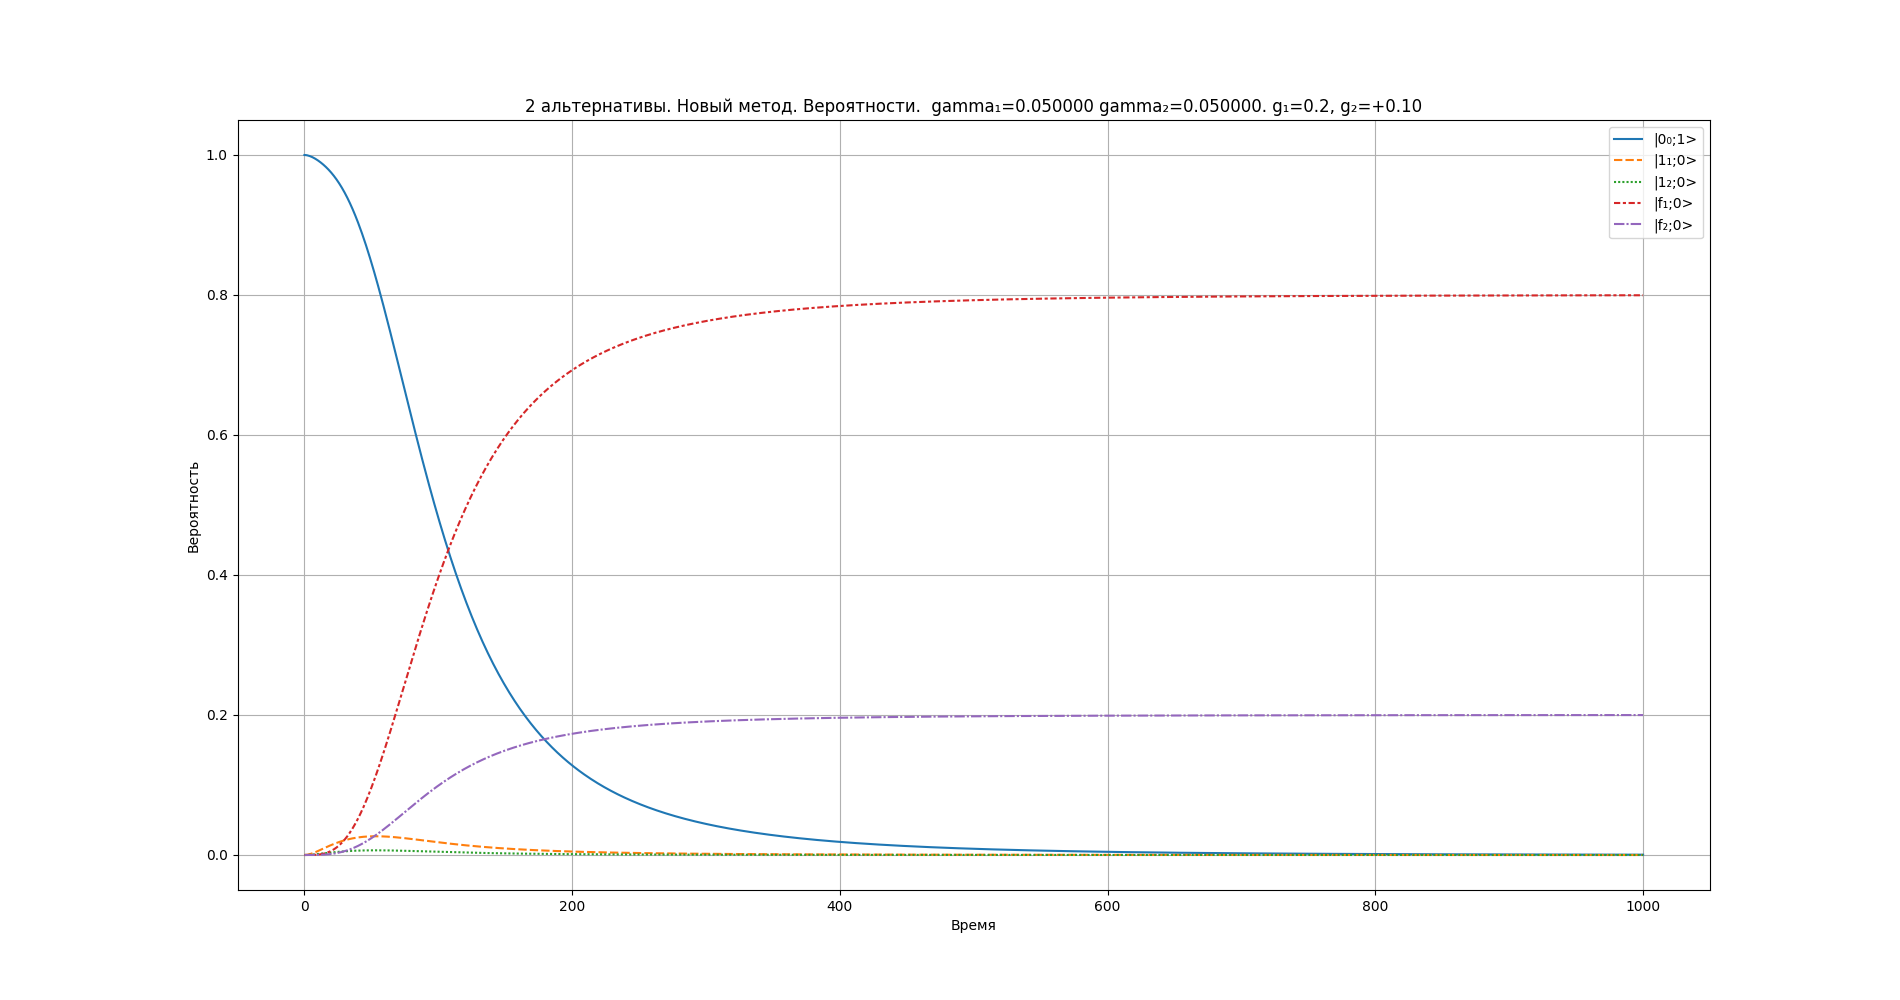 2 альтернативы. Новый метод. Вероятности.  gamma₁=0.050000 gamma₂=0.050000. g₁=0.2, g₂=+0.10
|0₀;1>
|1₁;0>
|1₂;0>
|f₁;0>
|f₂;0>
1.0
0.8
0.6
0.4
0.2
0.0
Вероятность
0 200 400 600 800 1000
Время